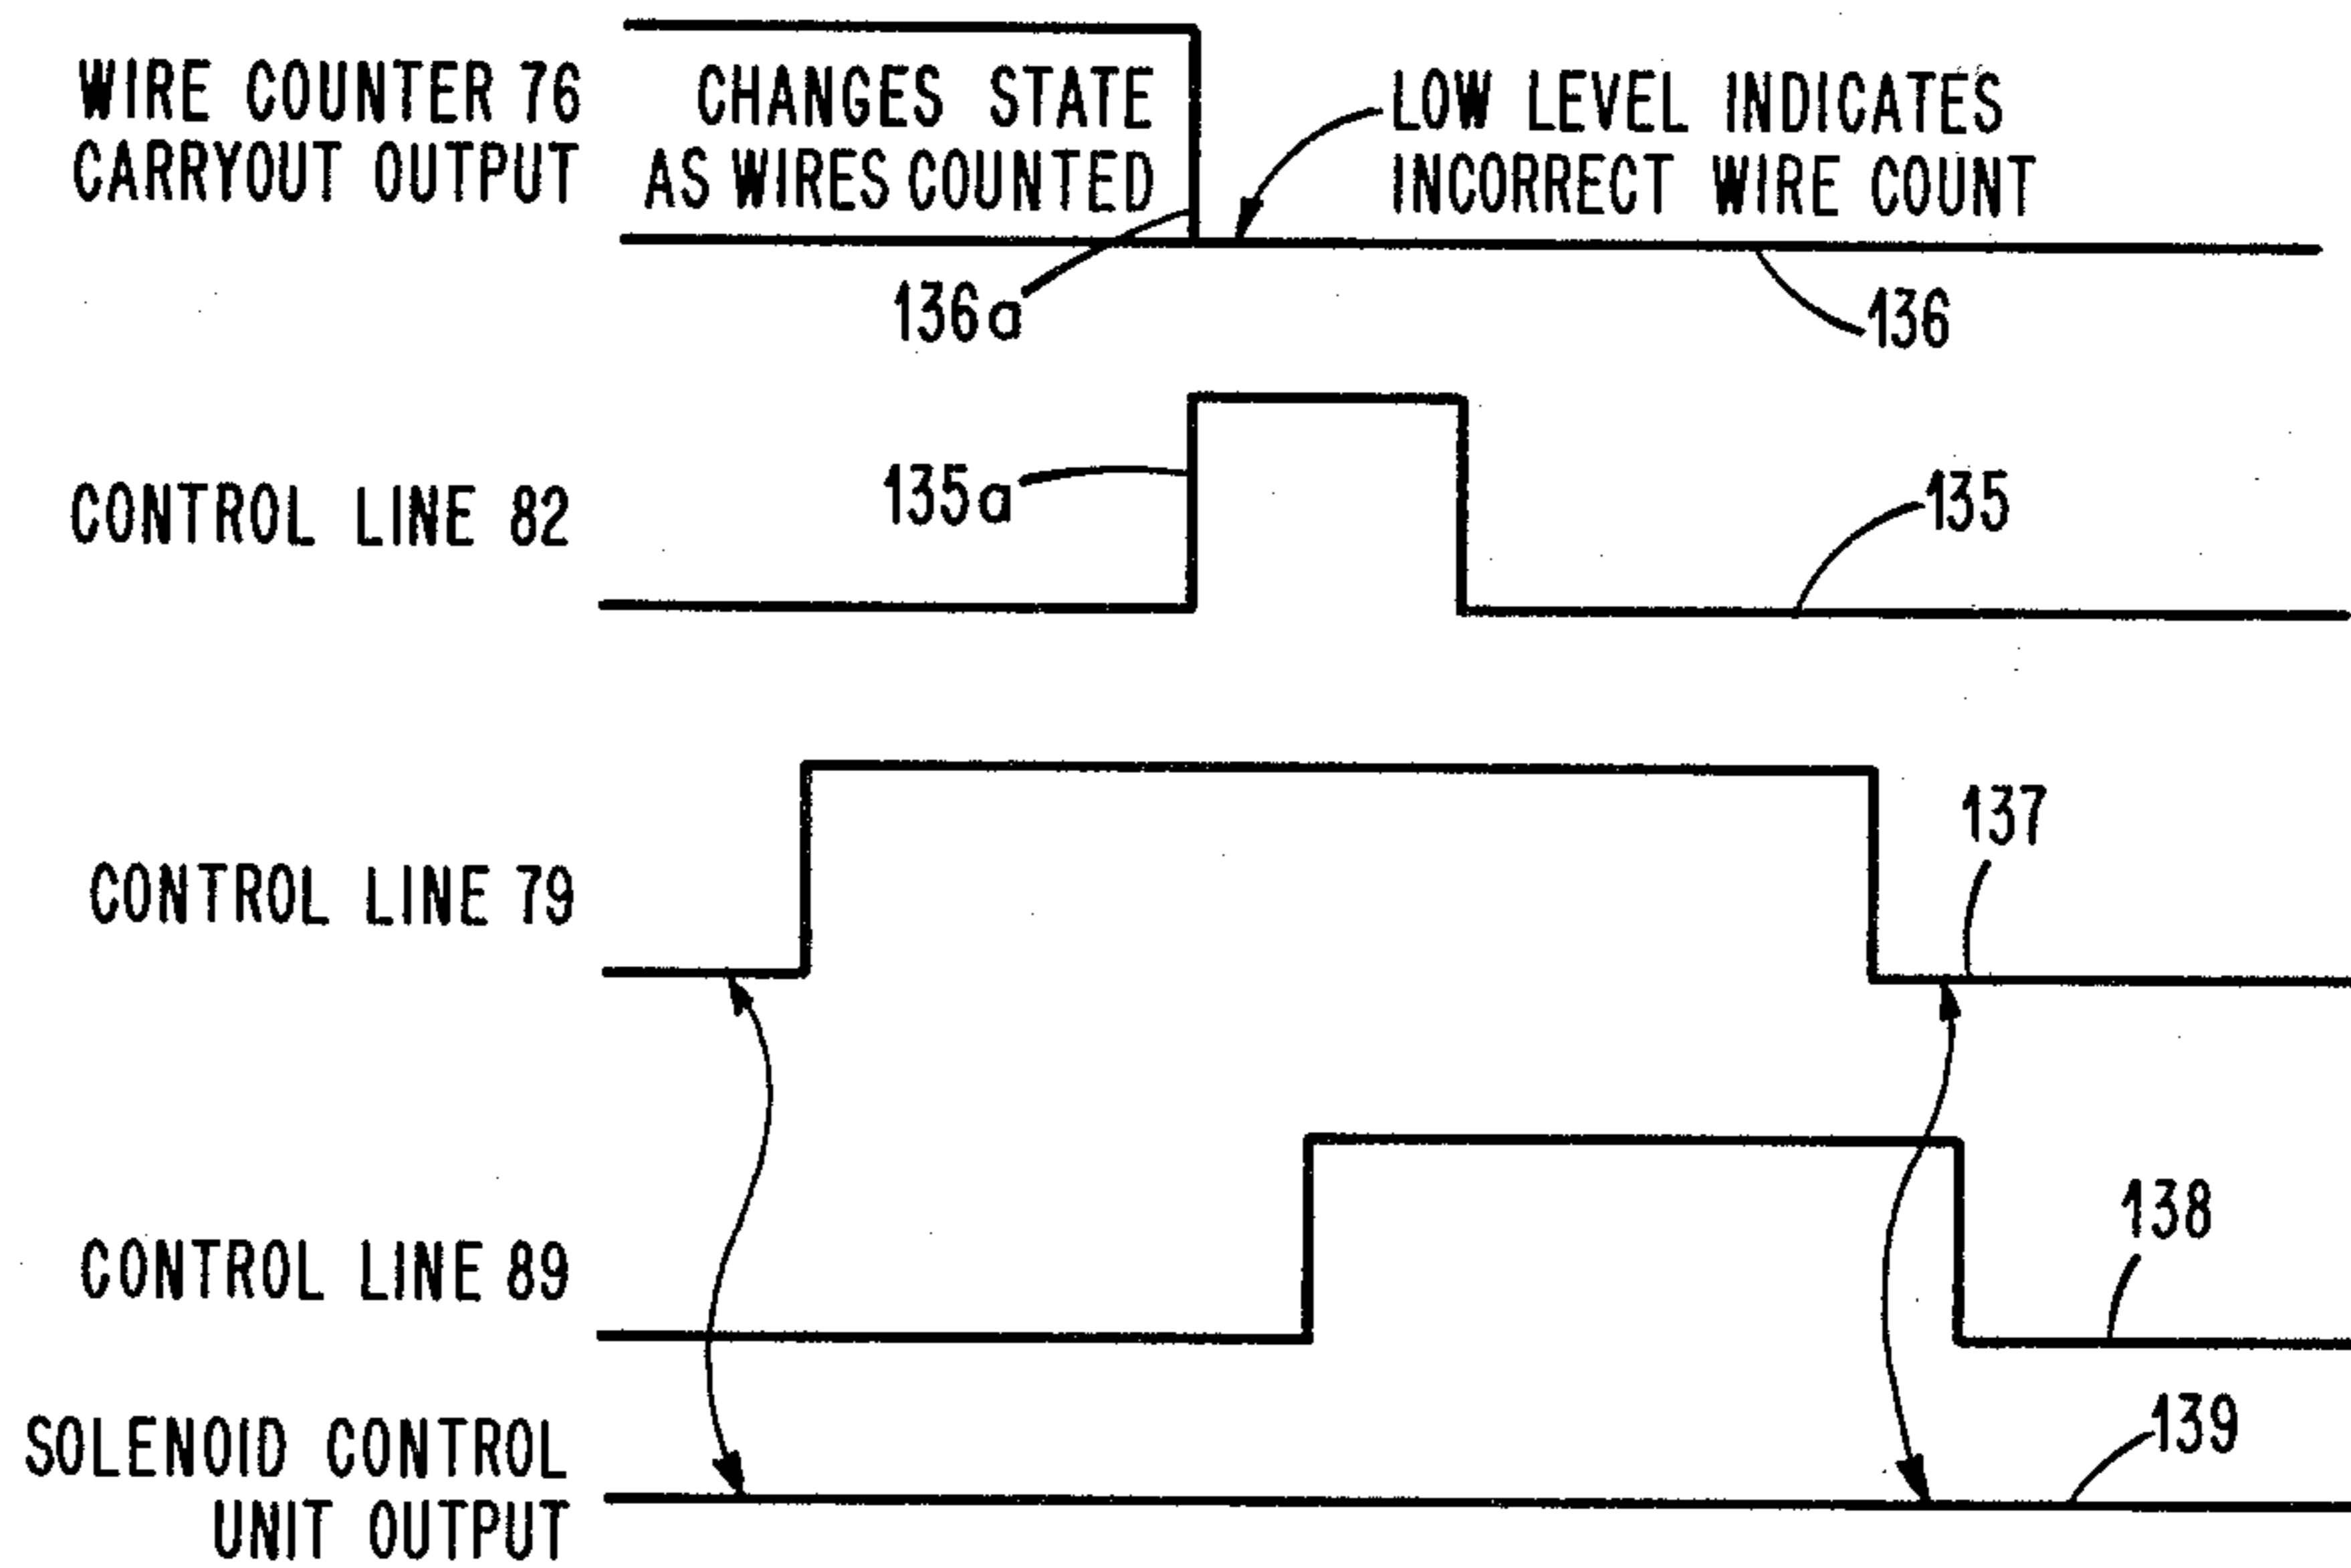 WIRE COUNTER 76
CARRYOUT OUTPUT
CHANGES STATE
AS WIRES COUNTED
LOW LEVEL INDICATES
INCORRECT WIRE COUNT
136a
136
CONTROL LINE 82
135a
135
CONTROL LINE 79
137
CONTROL LINE 89
138
SOLENOID CONTROL
UNIT OUTPUT
139